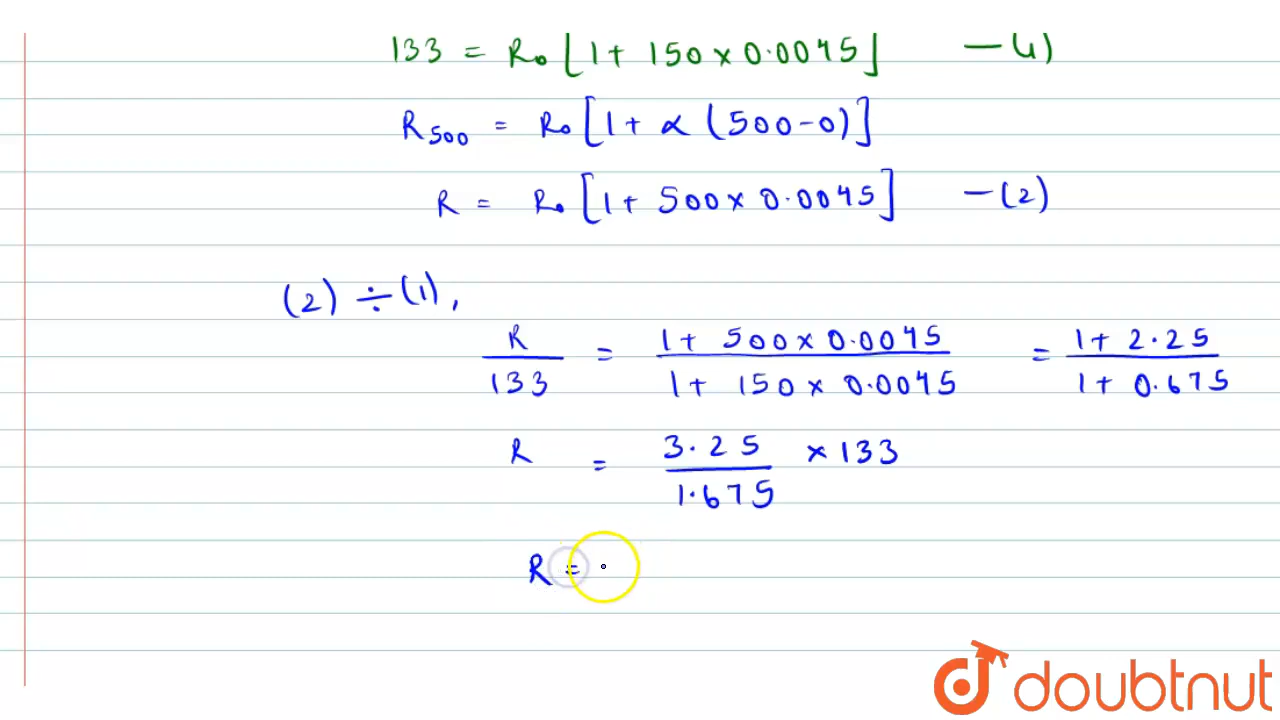 133 = R₀[1 + 150 × 0.0045] — (1)
R₅₀₀ = R₀[1 + α (500 - 0)]
R = R₀[1 + 500 × 0.0045] — (2)
(2) ÷ (1),
R/133 = (1 + 500 × 0.0045)/(1 + 150 × 0.0045) = (1 + 2.25)/(1 + 0.675)
R = 3.25/1.675 × 133
R =
doubtnut